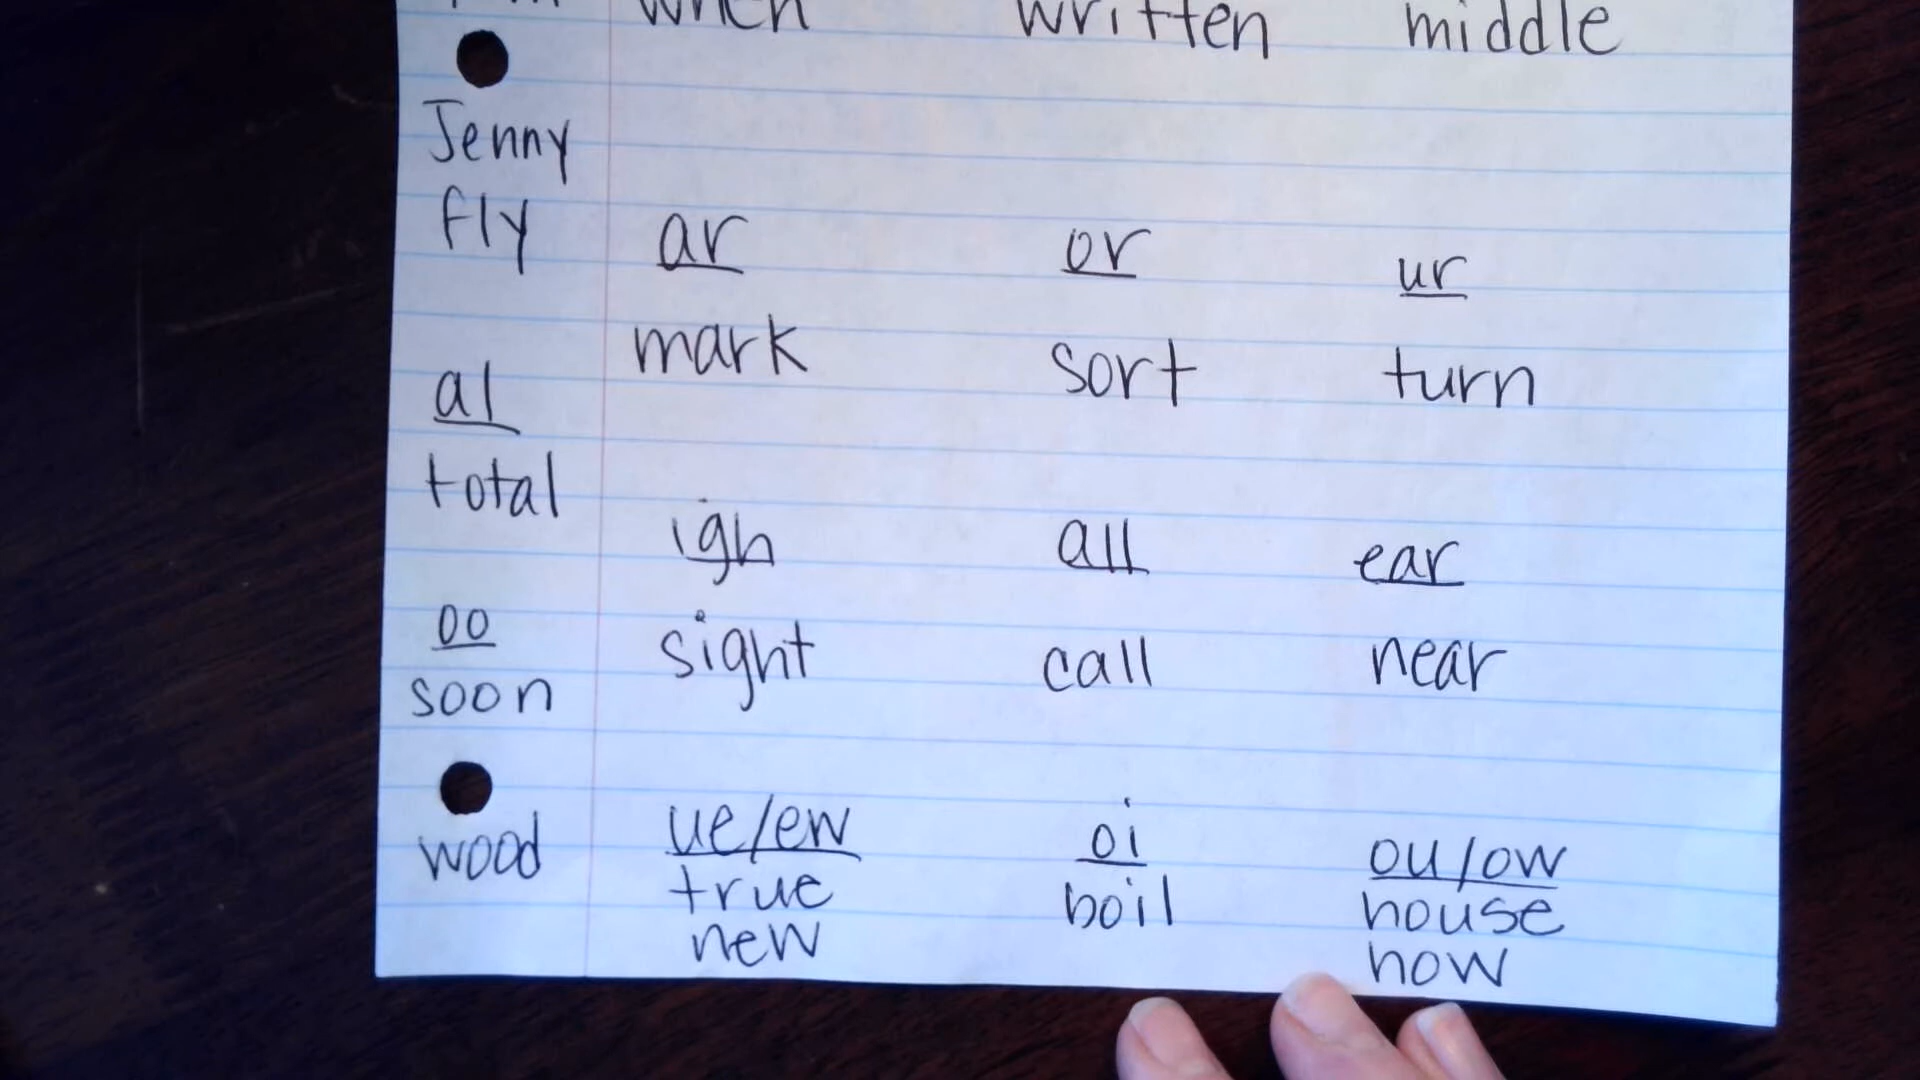 when written middle
Jenny
fly ar or ur
mark sort turn
al
total
igh all ear
oo
sight call near
soon
ue/ew oi ou/ow
wood
true boil house
new how